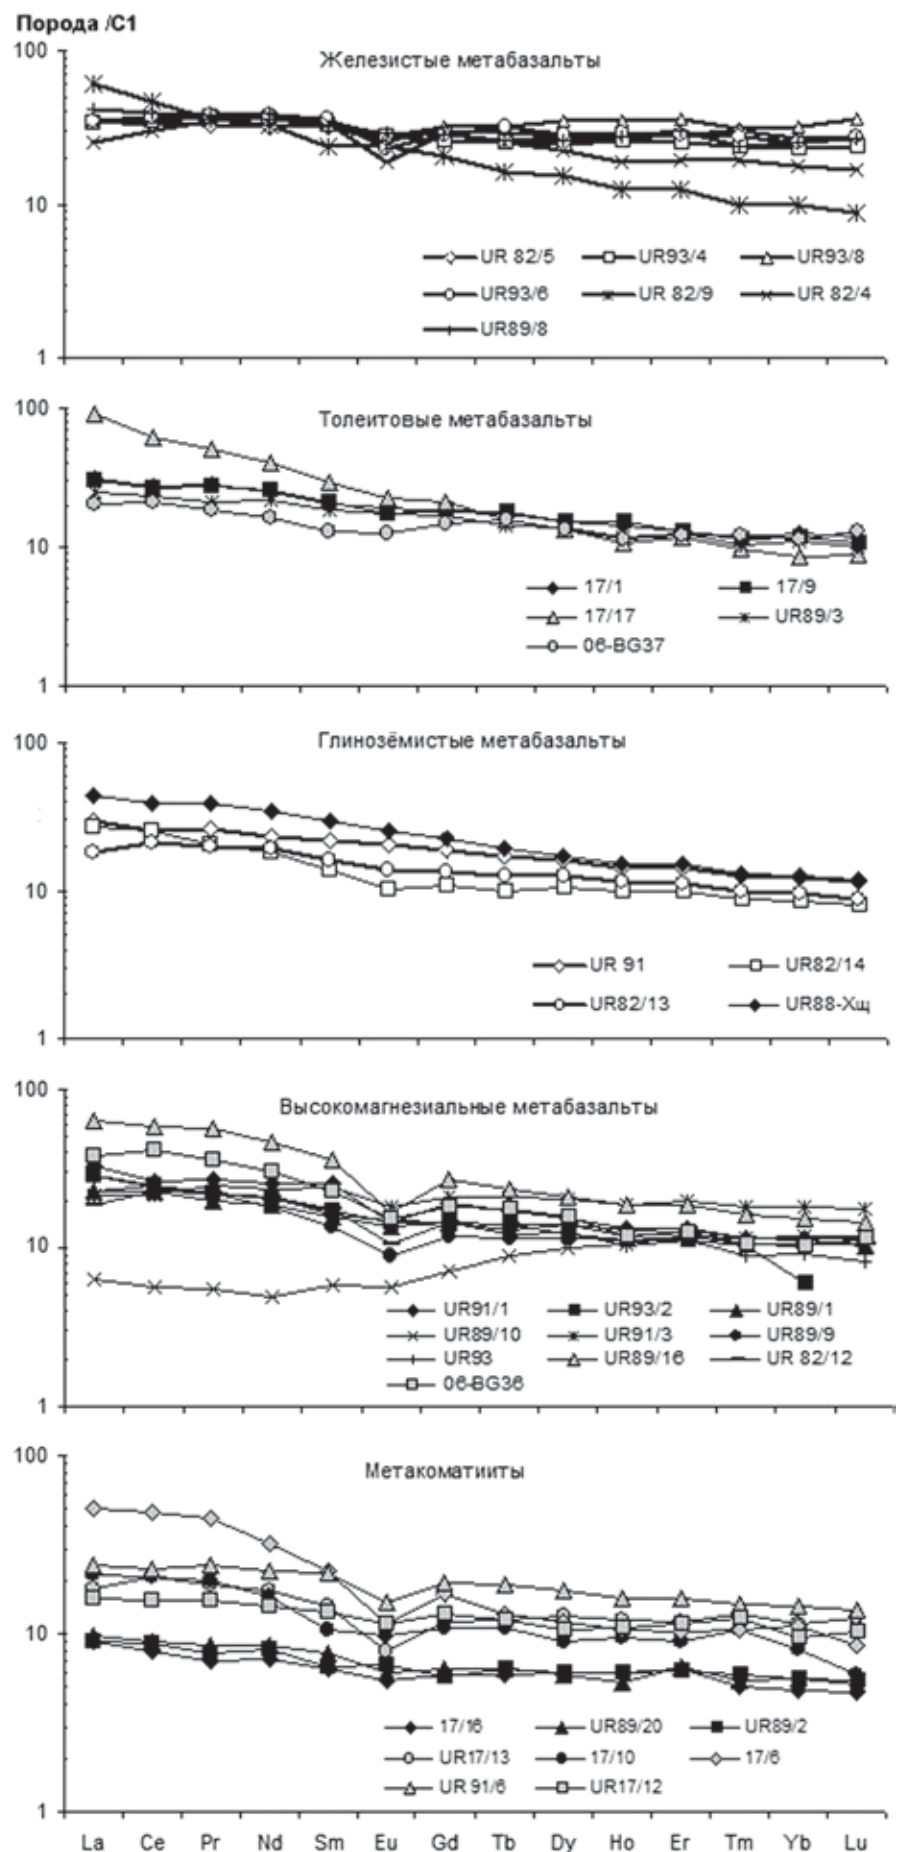 Порода /С1
100
Железистые метабазальты
10
UR 82/5 UR93/4 UR93/8
UR93/6 UR 82/9 UR 82/4
UR89/8
1
100
Толеитовые метабазальты
10
17/1 17/9
17/17 UR89/3
06-BG37
1
100
Глинозёмистые метабазальты
10
UR 91 UR82/14
UR82/13 UR88-Хщ
1
100
Высокомагнезиальные метабазальты
10
UR91/1 UR93/2 UR89/1
UR89/10 UR91/3 UR89/9
UR93 UR89/16 UR 82/12
06-BG36
1
100
Метакоматииты
10
17/16 UR89/20 UR89/2
UR17/13 17/10 17/6
UR 91/6 UR17/12
1
La Ce Pr Nd Sm Eu Gd Tb Dy Ho Er Tm Yb Lu